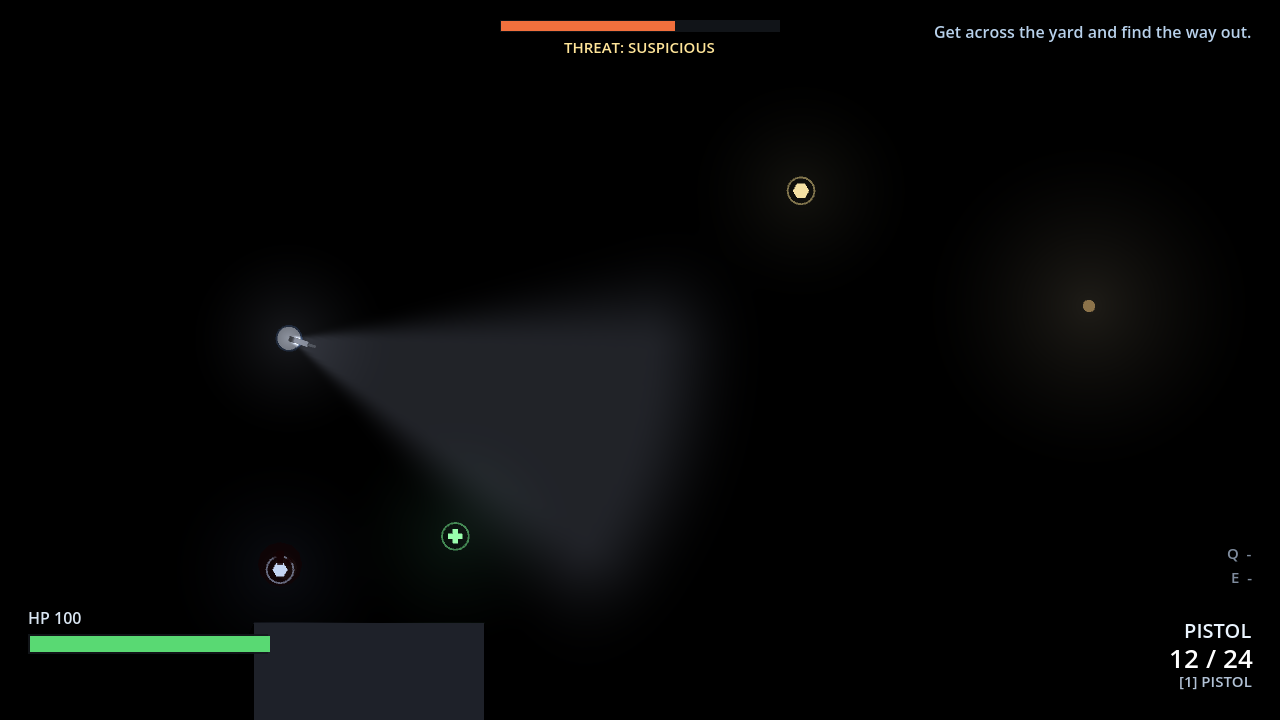 THREAT: SUSPICIOUS
Get across the yard and find the way out.
Q -
E -
HP 100
PISTOL
12 / 24
[1] PISTOL